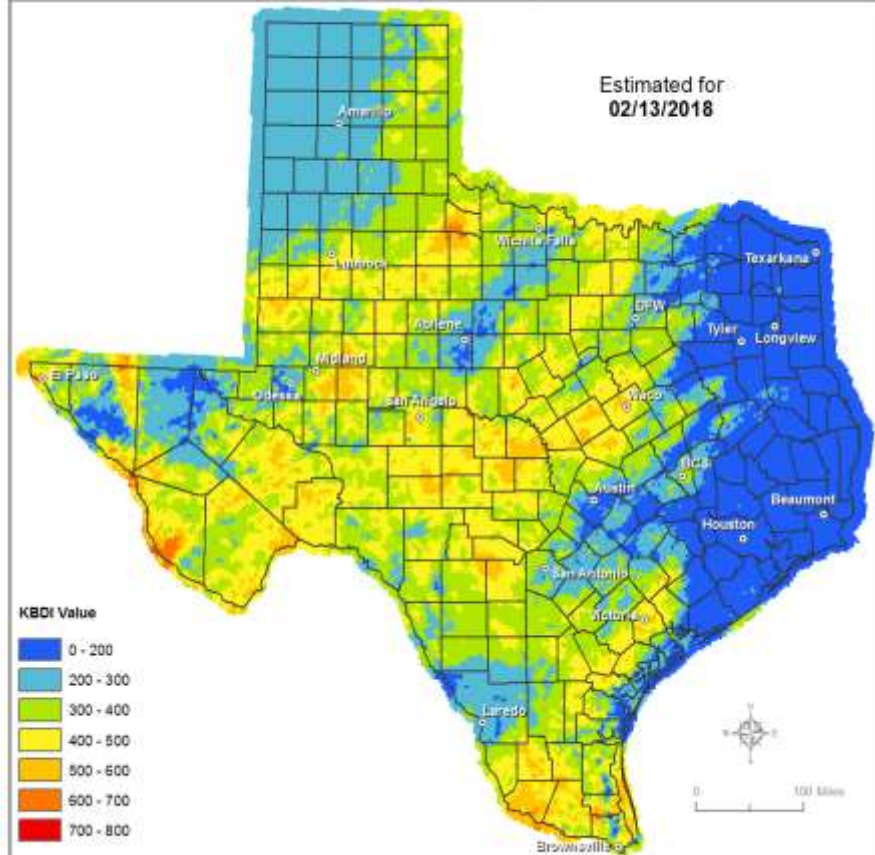 Estimated for
02/13/2018
Amarillo
Lubbock
Wichita Falls
Texarkana
DFW
Tyler
Longview
Abilene
Midland
El Paso
Odessa
San Angelo
Waco
BCS
Austin
Beaumont
Houston
San Antonio
Victoria
Laredo
Brownsville
KBDI Value
0 - 200
200 - 300
300 - 400
400 - 500
500 - 600
600 - 700
700 - 800
0 100 Miles